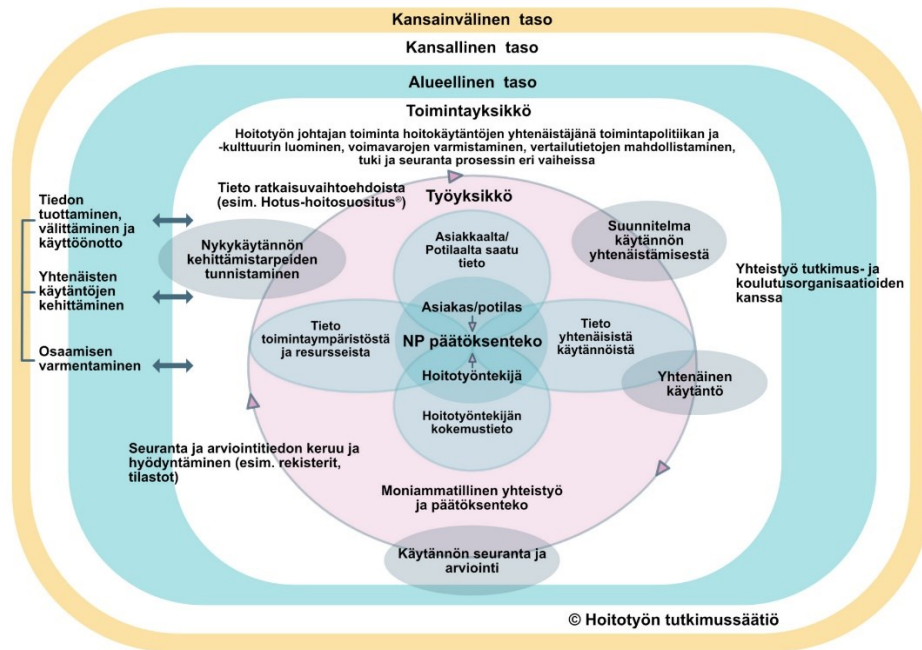 Kansainvälinen taso
Kansallinen taso
Alueellinen taso
Toimintayksikkö
Hoitotyön johtajan toiminta hoitokäytäntöjen yhtenäistäjänä toimintapolitiikan ja
-kulttuurin luominen, voimavarojen varmistaminen, vertailutietojen mahdollistaminen,
tuki ja seuranta prosessin eri vaiheissa
Tieto ratkaisuvaihtoehdoista
(esim. Hotus-hoitosuositus®)
Työyksikkö
Tiedon
tuottaminen,
välittäminen ja
käyttöönotto
Yhtenäisten
käytäntöjen
kehittäminen
Osaamisen
varmentaminen
Nykykäytännön
kehittämistarpeiden
tunnistaminen
Asiakkaalta/
Potilaalta saatu
tieto
Suunnitelma
käytännön
yhtenäistämisestä
Yhteistyö tutkimus- ja
koulutusorganisaatioiden
kanssa
Asiakas/potilas
Tieto
toimintaympäristöstä
ja resursseista
NP päätöksenteko
Tieto
yhtenäisistä
käytännöistä
Hoitotyöntekijä
Yhtenäinen
käytäntö
Hoitotyöntekijän
kokemustieto
Seuranta ja arviointitiedon keruu ja
hyödyntäminen (esim. rekisterit,
tilastot)
Moniammatillinen yhteistyö
ja päätöksenteko
Käytännön seuranta ja
arviointi
© Hoitotyön tutkimussäätiö